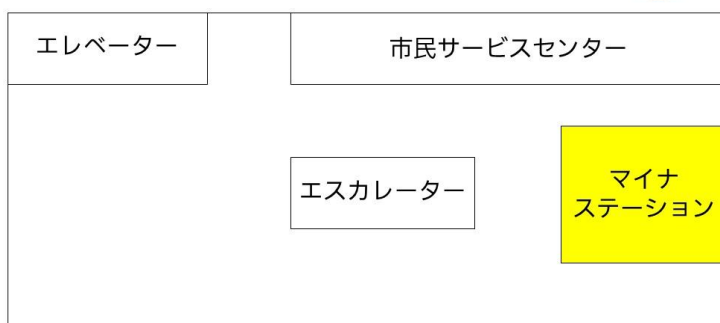 エレベーター
市民サービスセンター
エスカレーター
マイナ
ステーション